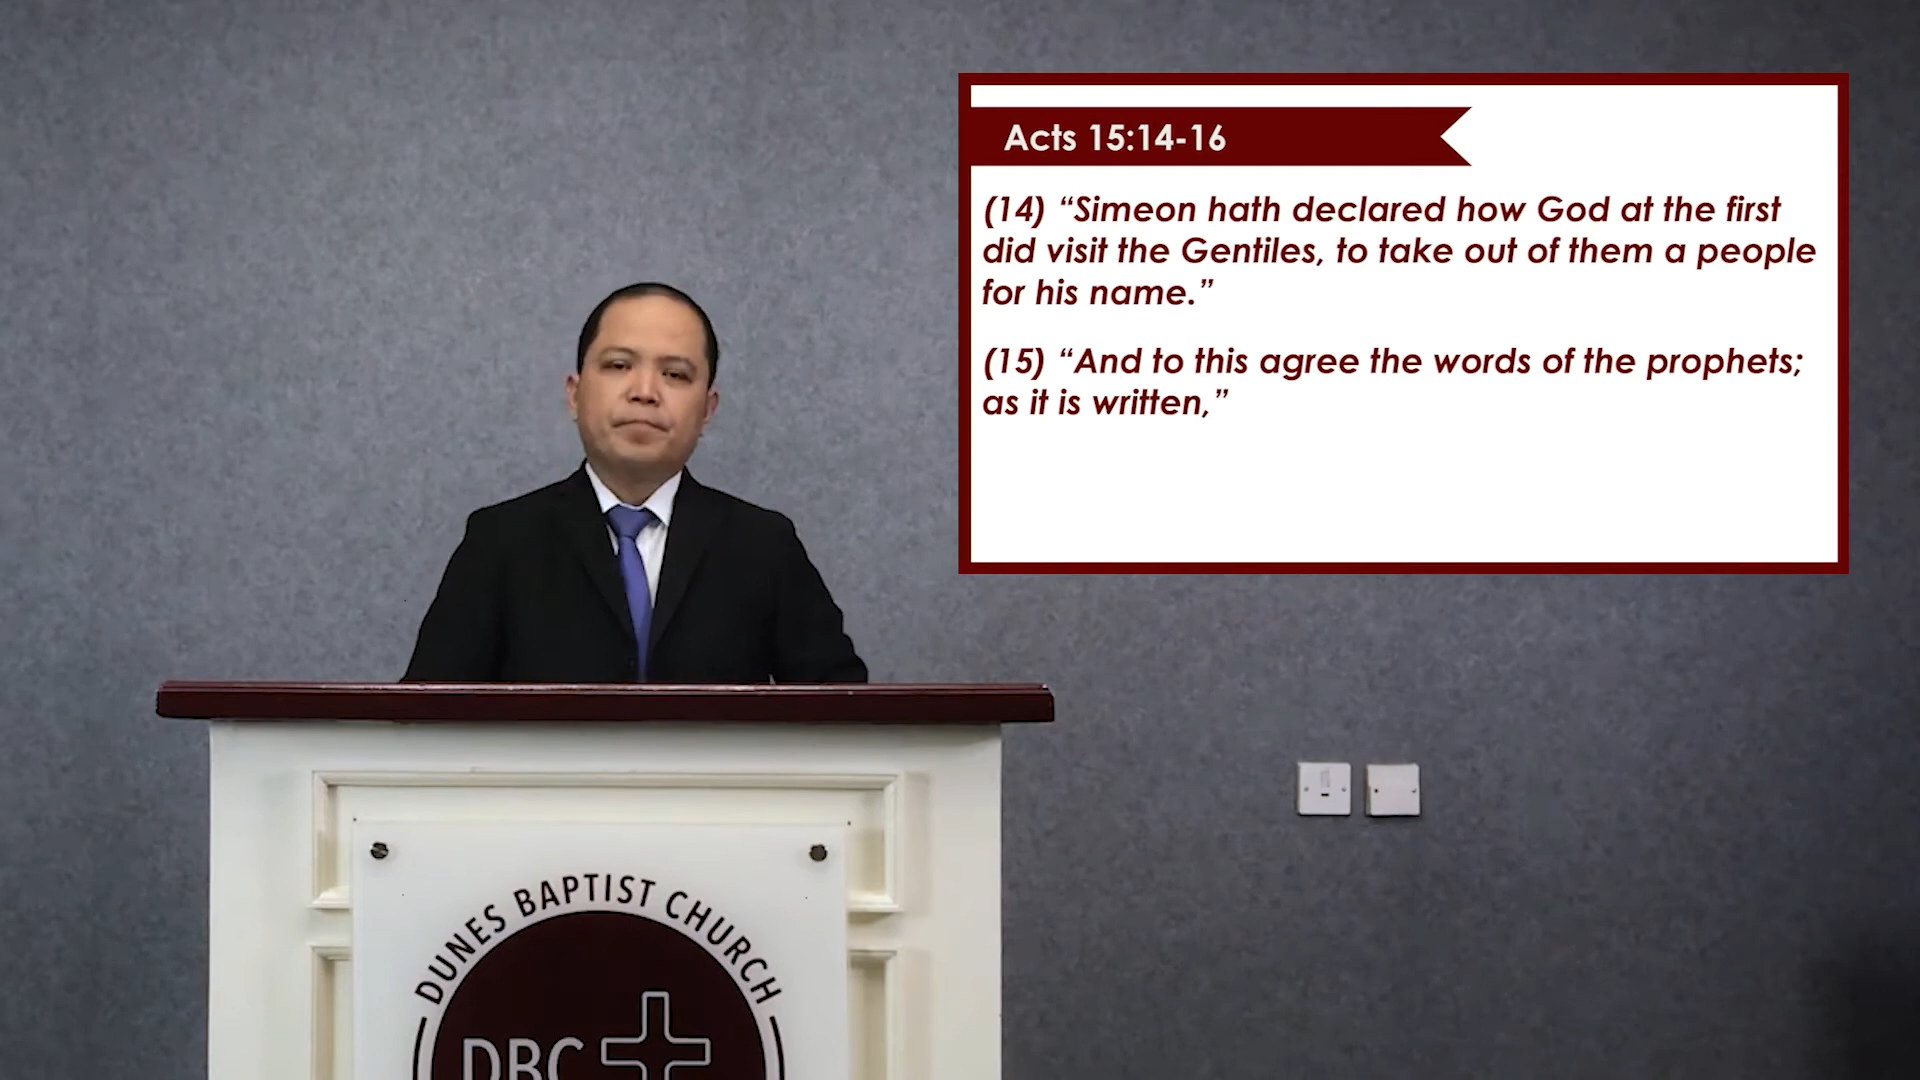 Acts 15:14-16
(14) “Simeon hath declared how God at the first
did visit the Gentiles, to take out of them a people
for his name.”
(15) “And to this agree the words of the prophets;
as it is written,”
DUNES BAPTIST CHURCH
DBC